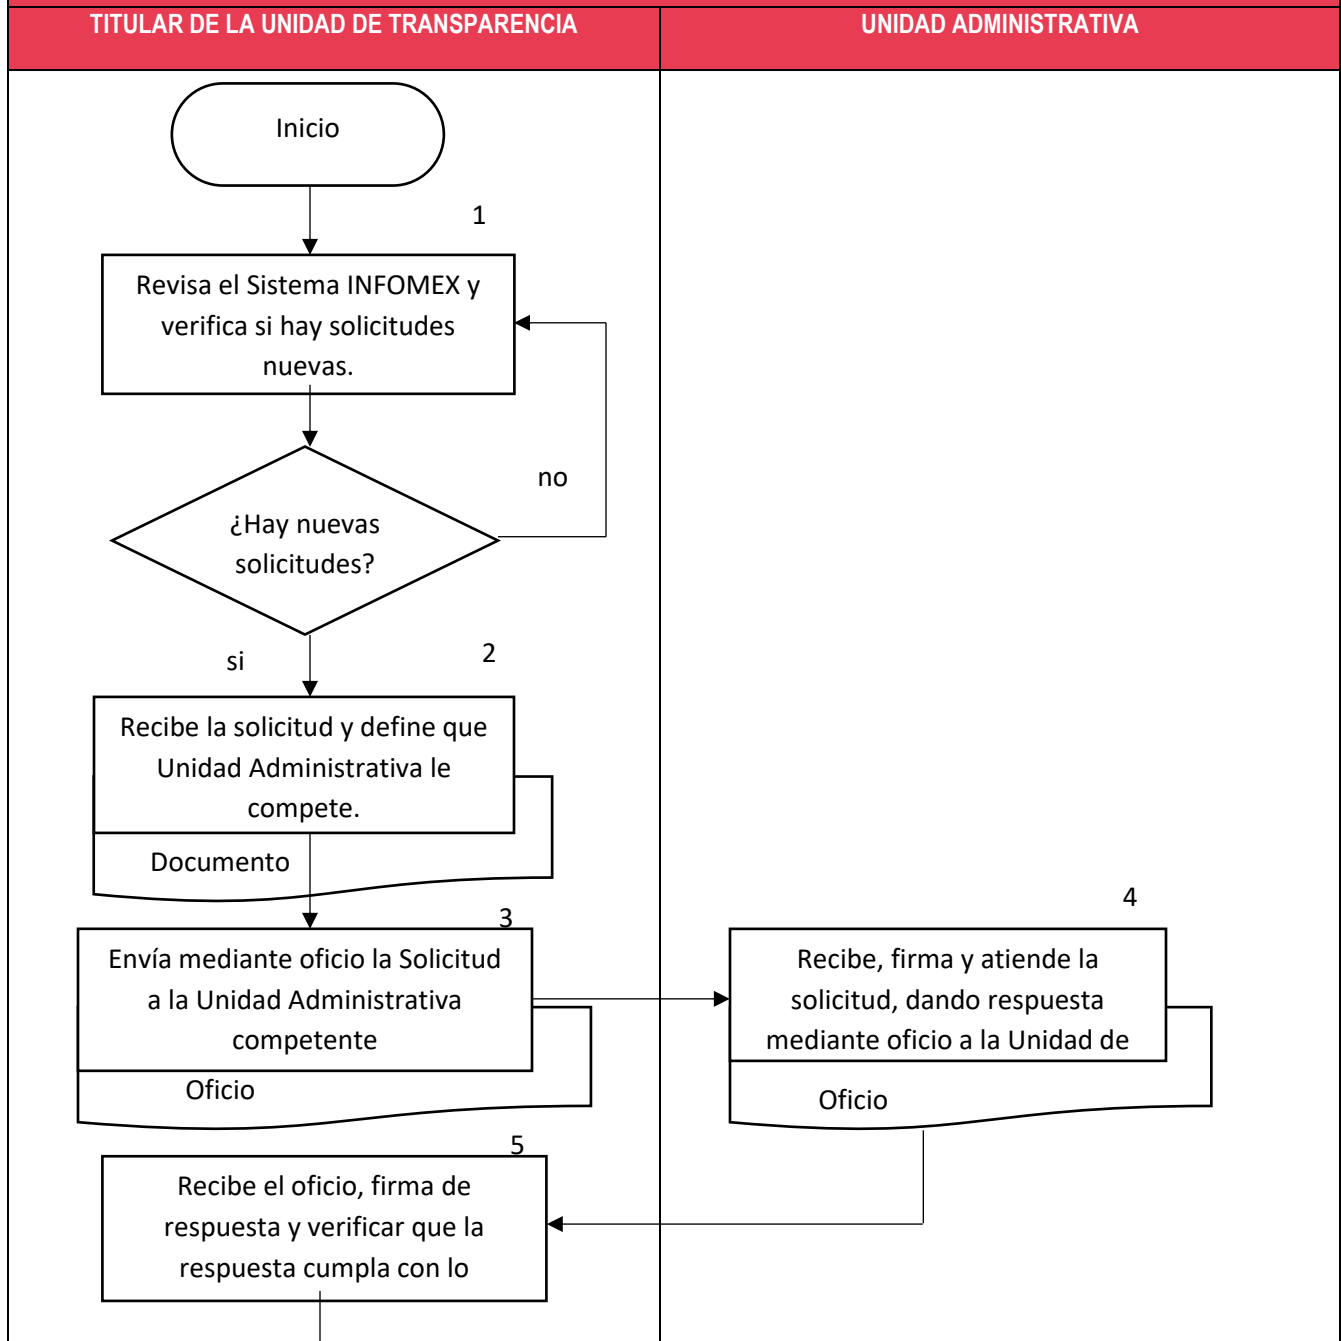 TITULAR DE LA UNIDAD DE TRANSPARENCIA
UNIDAD ADMINISTRATIVA
Inicio
1
Revisa el Sistema INFOMEX y
verifica si hay solicitudes
nuevas.
no
¿Hay nuevas
solicitudes?
si
2
Recibe la solicitud y define que
Unidad Administrativa le
compete.
Documento
3
Envía mediante oficio la Solicitud
a la Unidad Administrativa
competente
Oficio
4
Recibe, firma y atiende la
solicitud, dando respuesta
mediante oficio a la Unidad de
Oficio
5
Recibe el oficio, firma de
respuesta y verificar que la
respuesta cumpla con lo